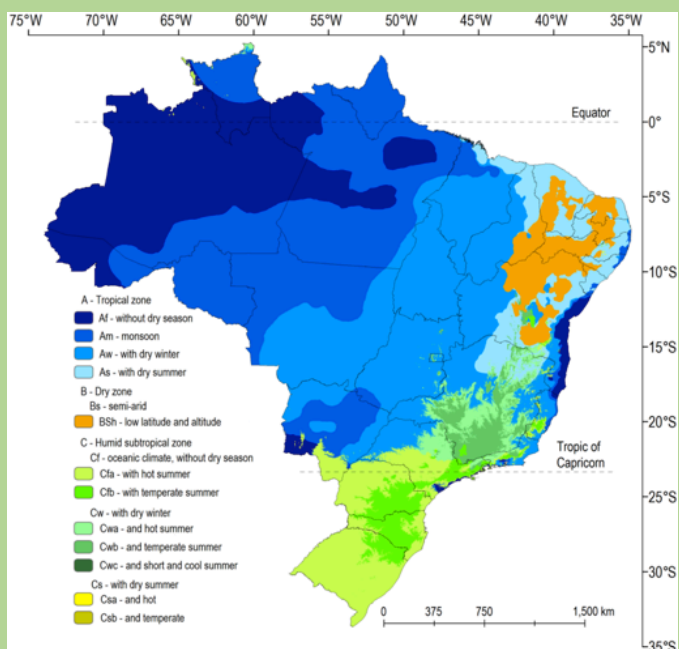 75°W 70°W 65°W 60°W 55°W 50°W 45°W 40°W 35°W
5°N
Equator
0°
5°S
10°S
A - Tropical zone
Af - without dry season
Am - monsoon
Aw - with dry winter
As - with dry summer
15°S
B - Dry zone
Bs - semi-arid
BSh - low latitude and altitude
20°S
C - Humid subtropical zone
Cf - oceanic climate, without dry season
Cfa - with hot summer
Cfb - with temperate summer
Tropic of
Capricorn
25°S
Cw - with dry winter
Cwa - and hot summer
Cwb - and temperate summer
Cwc - and short and cool summer
30°S
Cs - with dry summer
Csa - and hot
Csb - and temperate
0 375 750 1,500 km
35°S